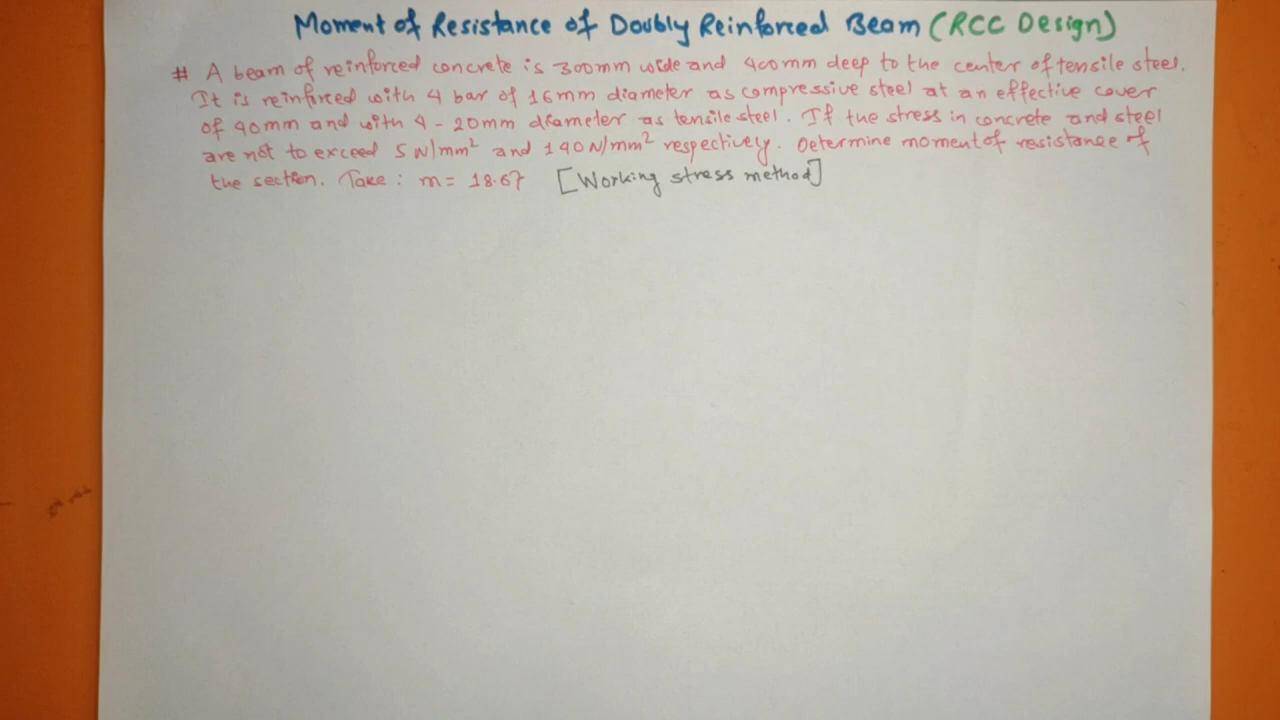 Moment of Resistance of Doubly Reinforced Beam (RCC Design)
# A beam of reinforced concrete is 300mm wide and 400mm deep to the center of tensile steel.
It is reinforced with 4 bar of 16mm diameter as compressive steel at an effective cover
of 40mm and with 4 - 20mm diameter as tensile steel. If the stress in concrete and steel
are not to exceed 5 N/mm² and 140 N/mm² respectively. Determine moment of resistance of
the section. Take : m = 18.67 [Working stress method]